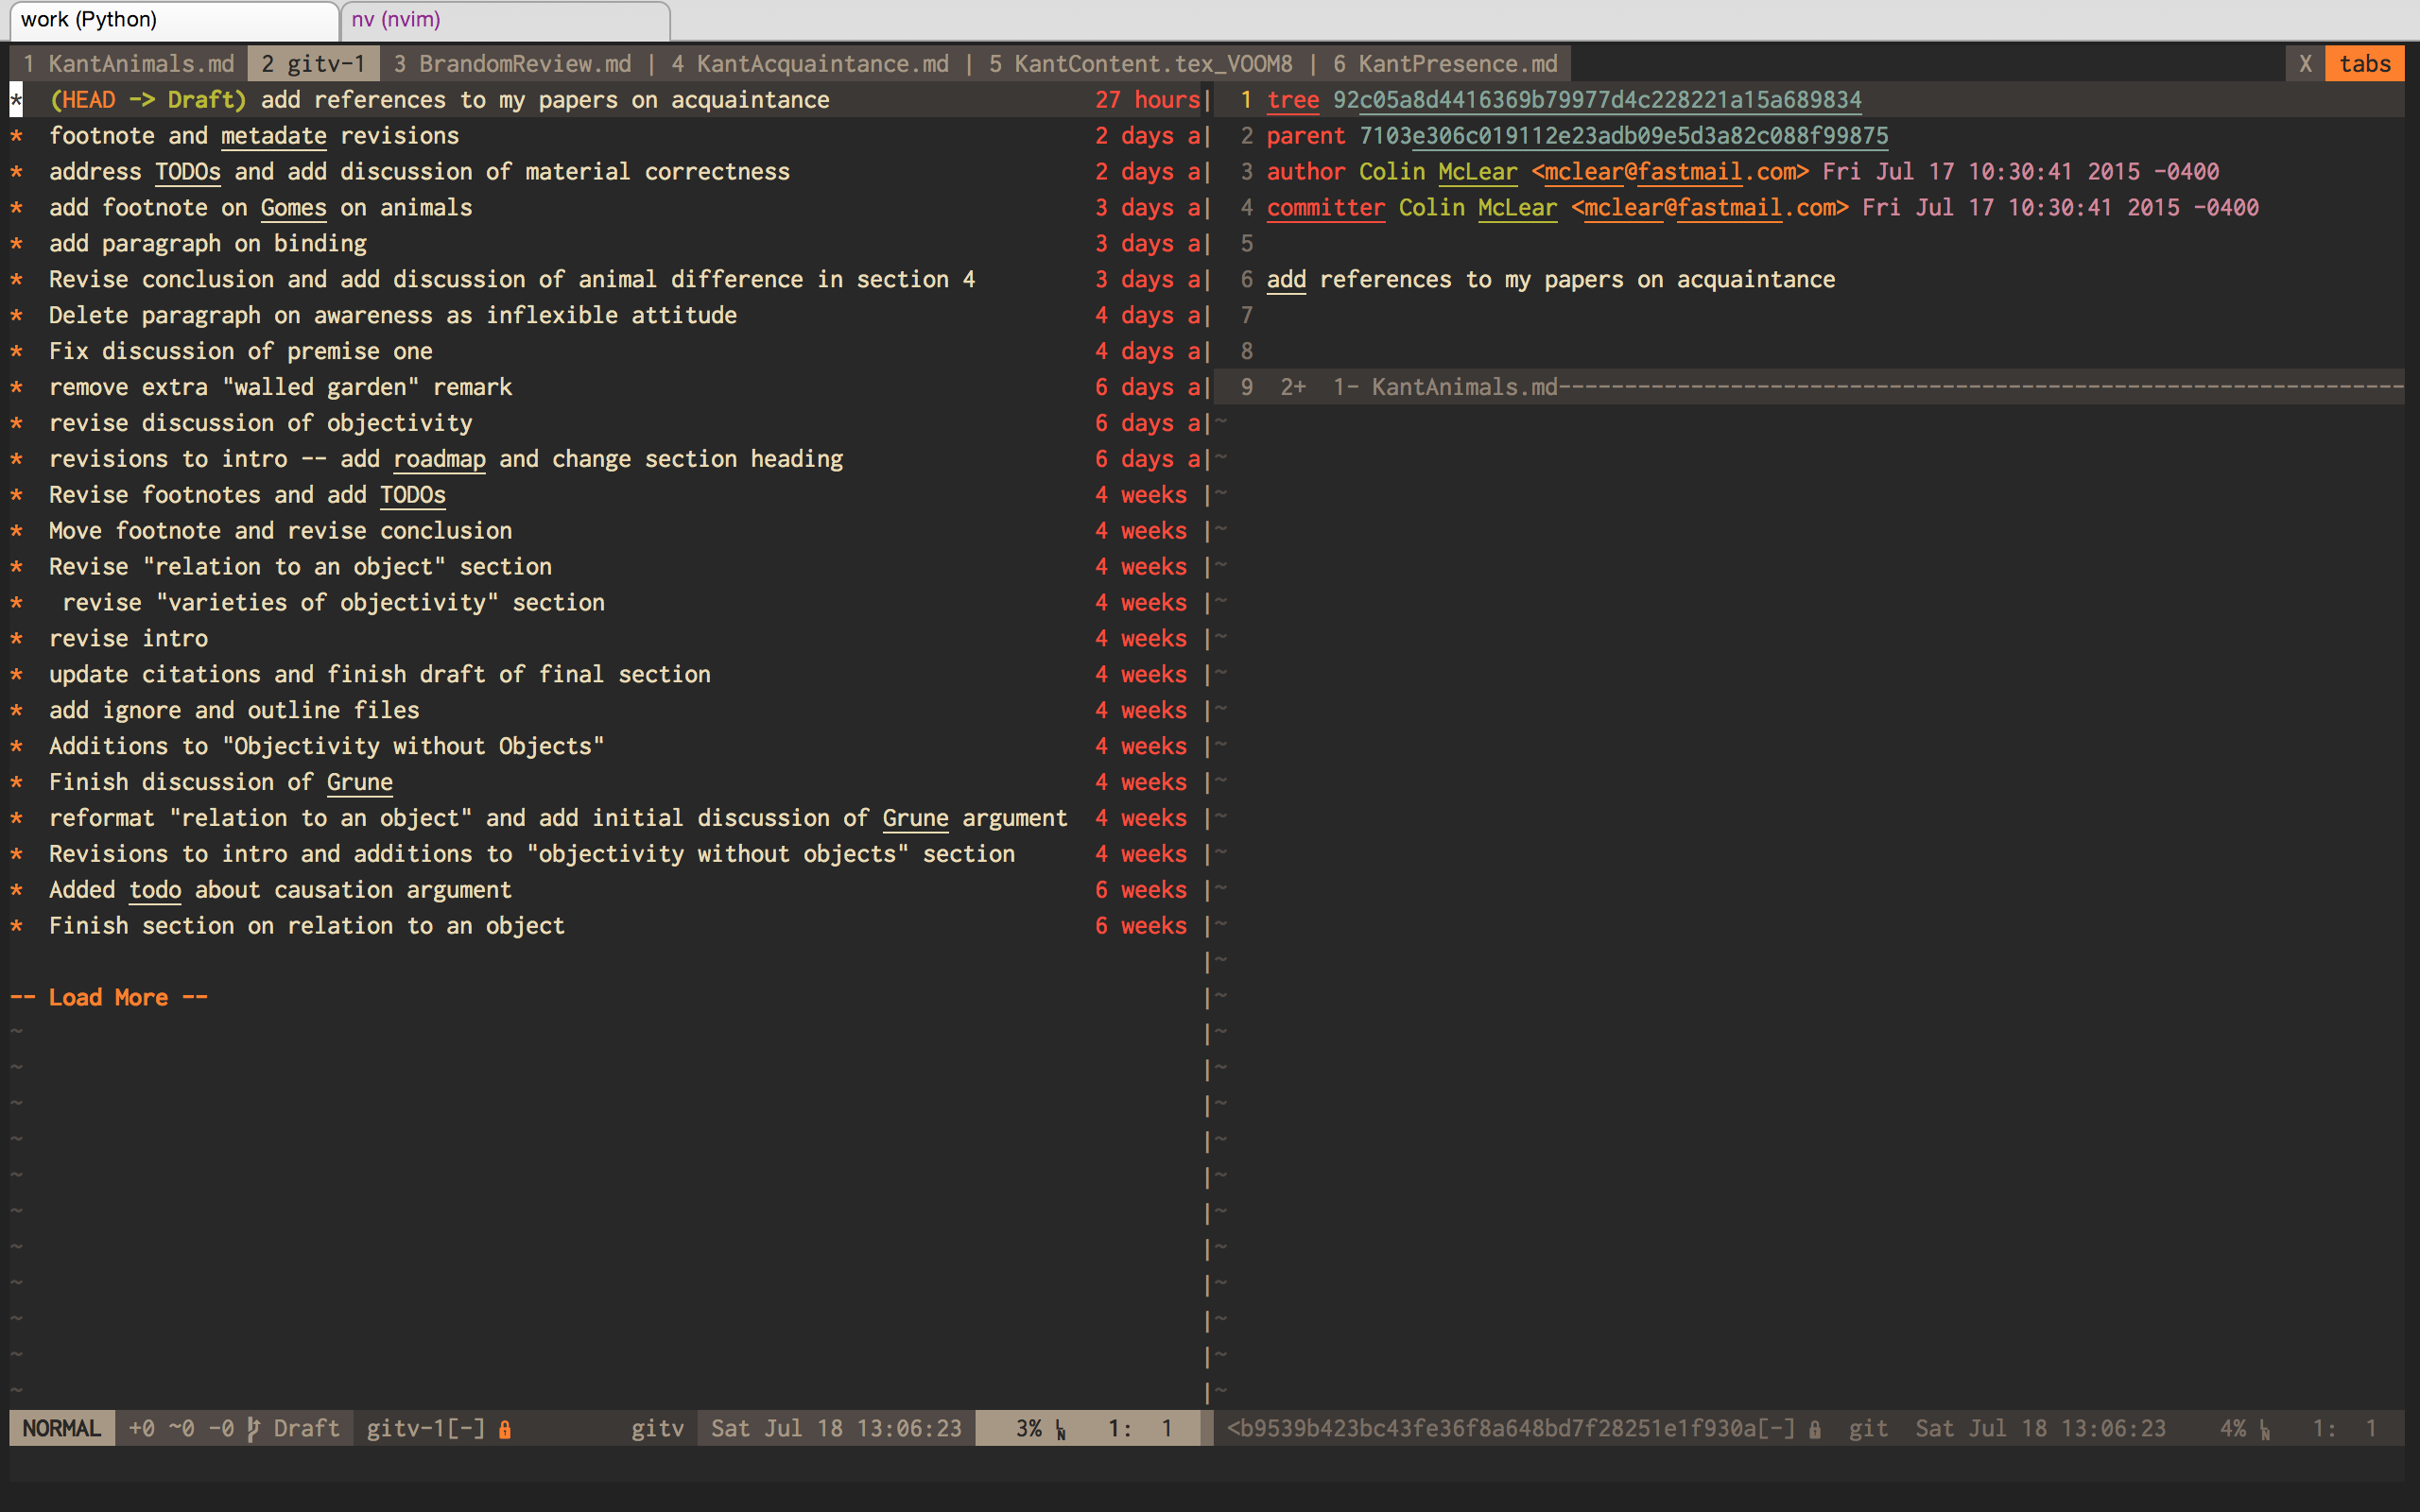 work (Python)
nv (nvim)
1 KantAnimals.md 2 gitv-1 3 BrandomReview.md | 4 KantAcquaintance.md | 5 KantContent.tex_VOOM8 | 6 KantPresence.md X tabs
* (HEAD -> Draft) add references to my papers on acquaintance 27 hours|
* footnote and metadate revisions 2 days a|
* address TODOs and add discussion of material correctness 2 days a|
* add footnote on Gomes on animals 3 days a|
* add paragraph on binding 3 days a|
* Revise conclusion and add discussion of animal difference in section 4 3 days a|
* Delete paragraph on awareness as inflexible attitude 4 days a|
* Fix discussion of premise one 4 days a|
* remove extra "walled garden" remark 6 days a|
* revise discussion of objectivity 6 days a|
* revisions to intro -- add roadmap and change section heading 6 days a|
* Revise footnotes and add TODOs 4 weeks |
* Move footnote and revise conclusion 4 weeks |
* Revise "relation to an object" section 4 weeks |
* revise "varieties of objectivity" section 4 weeks |
* revise intro 4 weeks |
* update citations and finish draft of final section 4 weeks |
* add ignore and outline files 4 weeks |
* Additions to "Objectivity without Objects" 4 weeks |
* Finish discussion of Grune 4 weeks |
* reformat "relation to an object" and add initial discussion of Grune argument 4 weeks |
* Revisions to intro and additions to "objectivity without objects" section 4 weeks |
* Added todo about causation argument 6 weeks |
* Finish section on relation to an object 6 weeks |
-- Load More --
1 tree 92c05a8d4416369b79977d4c228221a15a689834
2 parent 7103e306c019112e23adb09e5d3a82c088f99875
3 author Colin McLear <mclear@fastmail.com> Fri Jul 17 10:30:41 2015 -0400
4 committer Colin McLear <mclear@fastmail.com> Fri Jul 17 10:30:41 2015 -0400
5
6 add references to my papers on acquaintance
7
8
9 2+ 1- KantAnimals.md----------------------------------------------------------------
NORMAL +0 ~0 -0 Draft gitv-1[-] gitv Sat Jul 18 13:06:23 3% 1: 1
<b9539b423bc43fe36f8a648bd7f28251e1f930a[-] git Sat Jul 18 13:06:23 4% 1: 1